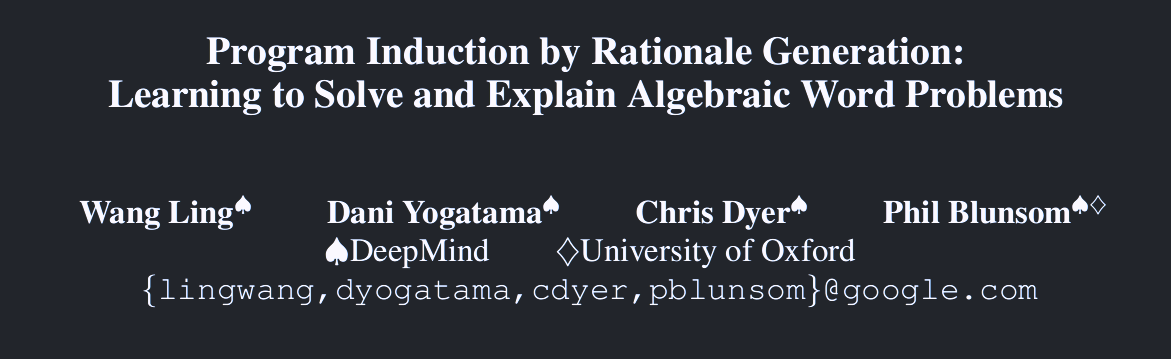 Program Induction by Rationale Generation:
Learning to Solve and Explain Algebraic Word Problems
Wang Ling♠ Dani Yogatama♠ Chris Dyer♠ Phil Blunsom♠♢
♠DeepMind ♢University of Oxford
{lingwang,dyogatama,cdyer,pblunsom}@google.com